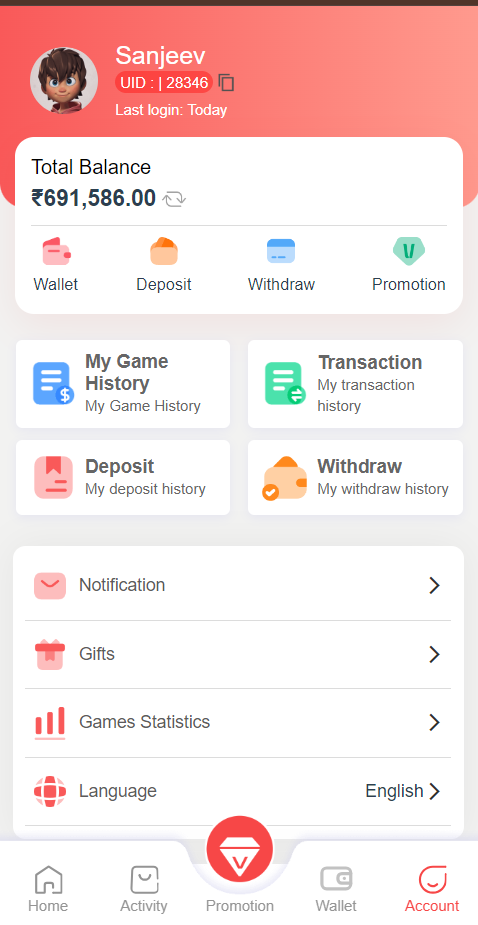 Sanjeev
UID : | 28346
Last login: Today
Total Balance
₹691,586.00
Wallet Deposit Withdraw Promotion
My Game
History
My Game History
Transaction
My transaction
history
Deposit
My deposit history
Withdraw
My withdraw history
Notification
Gifts
Games Statistics
Language English
Home Activity Promotion Wallet Account